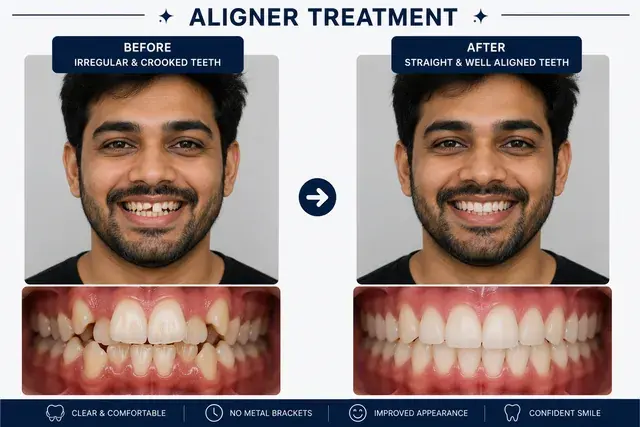 ALIGNER TREATMENT
BEFORE
IRREGULAR & CROOKED TEETH
AFTER
STRAIGHT & WELL ALIGNED TEETH
CLEAR & COMFORTABLE
NO METAL BRACKETS
IMPROVED APPEARANCE
CONFIDENT SMILE